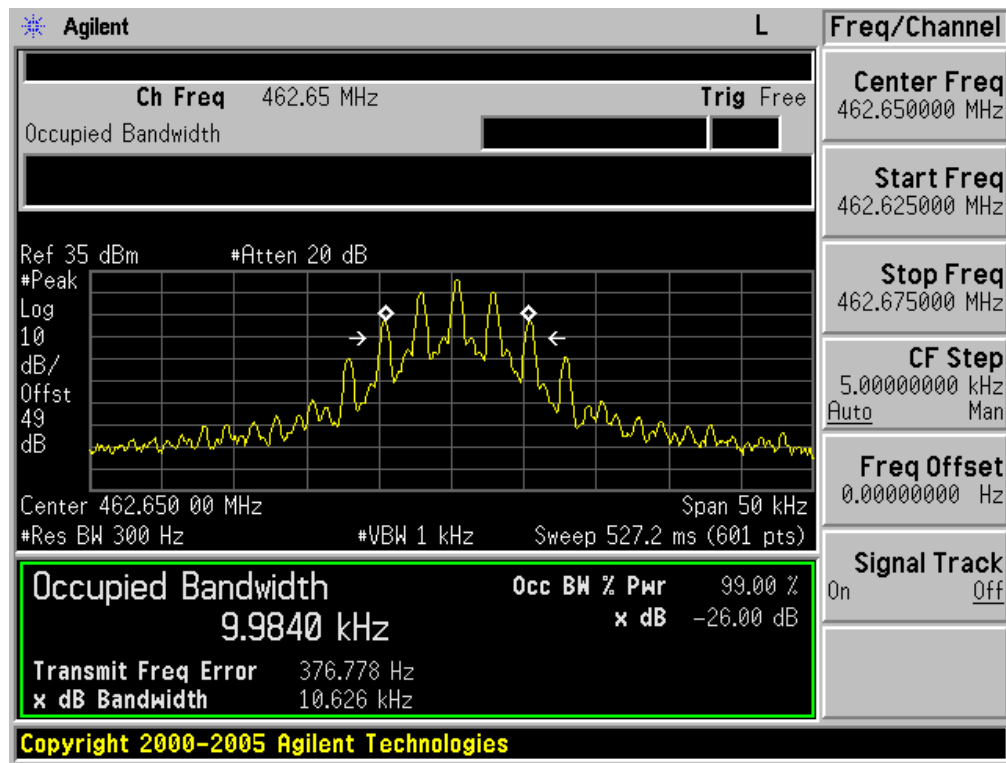 Agilent L Freq/Channel
Ch Freq 462.65 MHz Trig Free
Occupied Bandwidth
Center Freq
462.650000 MHz
Start Freq
462.625000 MHz
Stop Freq
462.675000 MHz
CF Step
5.00000000 kHz
Auto Man
Freq Offset
0.00000000 Hz
Signal Track
On Off
Ref 35 dBm #Atten 20 dB
#Peak
Log
10
dB/
Offst
49
dB
Center 462.650 00 MHz Span 50 kHz
#Res BW 300 Hz #VBW 1 kHz Sweep 527.2 ms (601 pts)
Occupied Bandwidth Occ BW % Pwr 99.00 %
9.9840 kHz x dB -26.00 dB
Transmit Freq Error 376.778 Hz
x dB Bandwidth 10.626 kHz
Copyright 2000-2005 Agilent Technologies